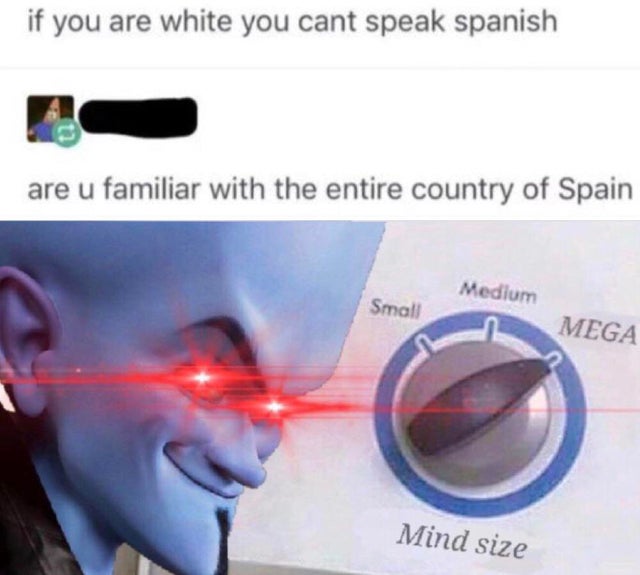 if you are white you cant speak spanish
are u familiar with the entire country of Spain
Small
Medium
MEGA
Mind size